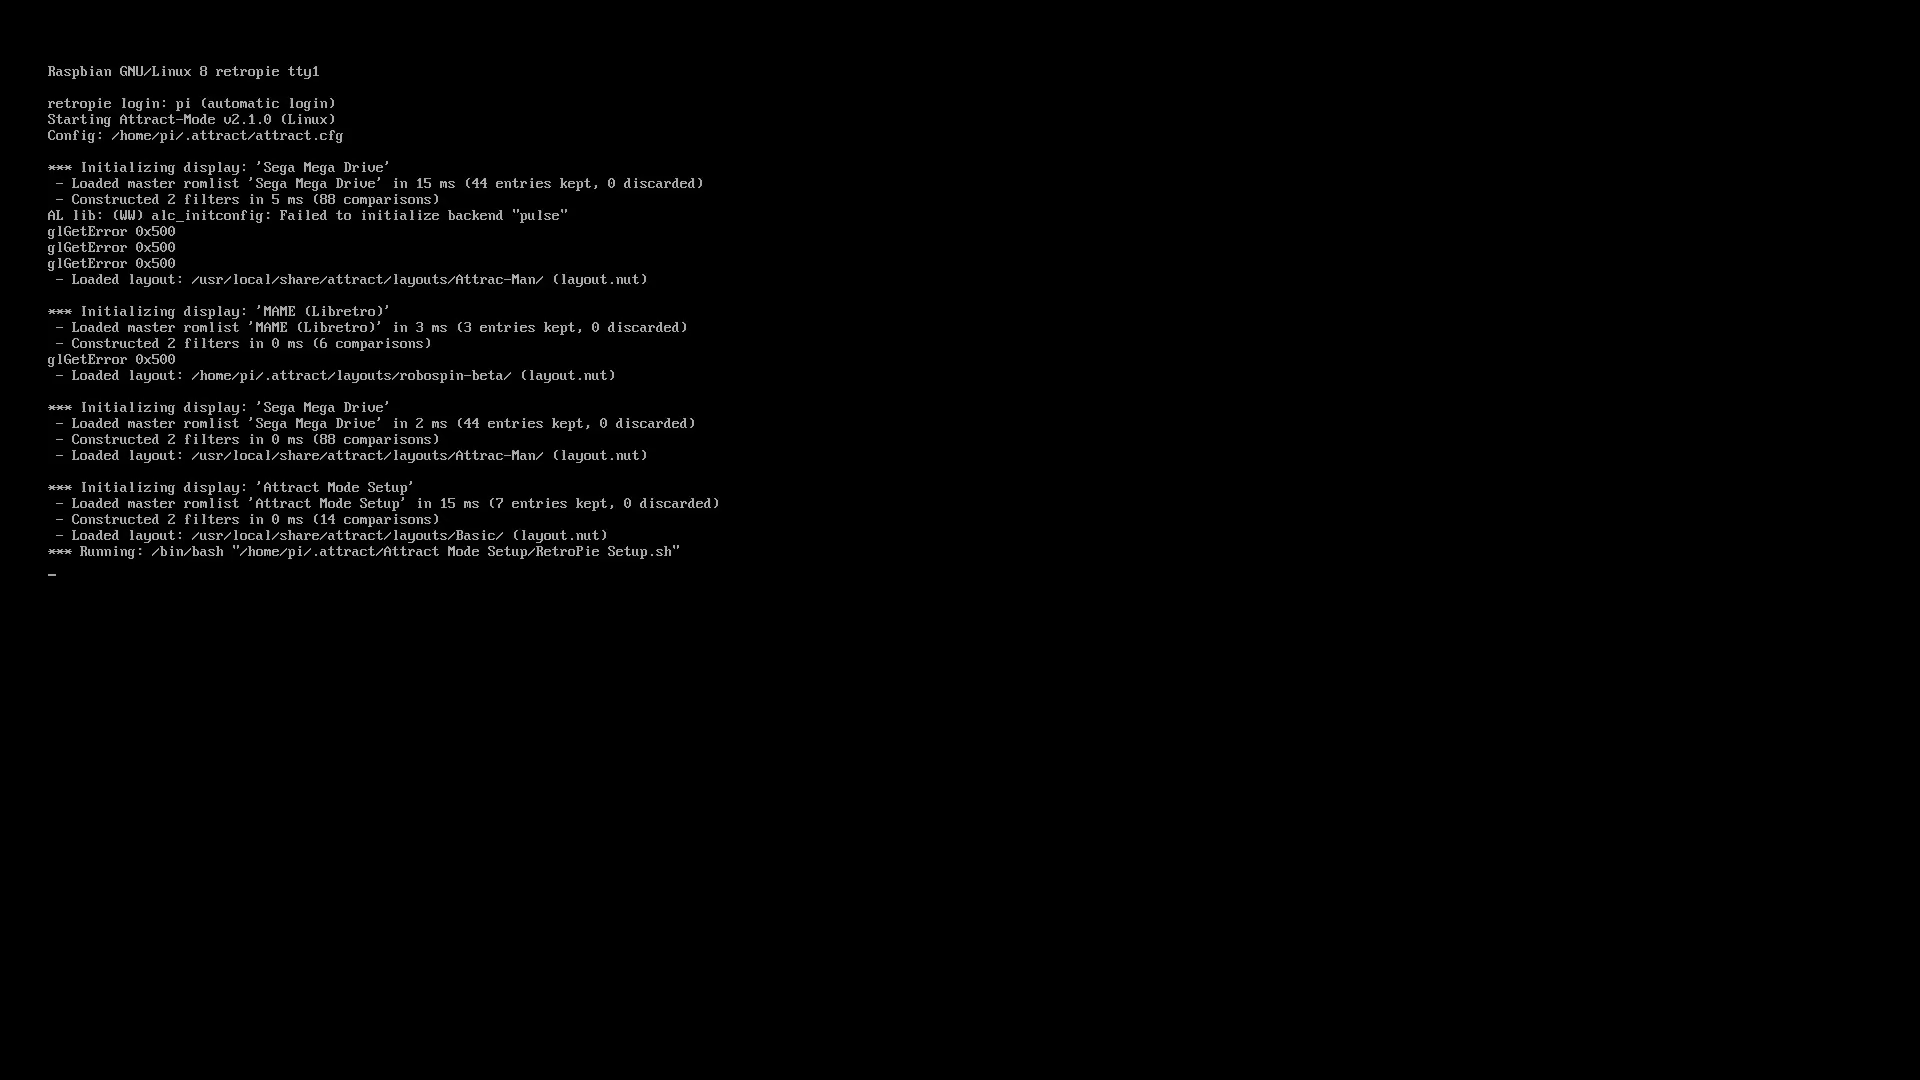 Raspbian GNU/Linux 8 retropie tty1
retropie login: pi (automatic login)
Starting Attract-Mode v2.1.0 (Linux)
Config: /home/pi/.attract/attract.cfg
*** Initializing display: 'Sega Mega Drive'
 - Loaded master romlist 'Sega Mega Drive' in 15 ms (44 entries kept, 0 discarded)
 - Constructed 2 filters in 5 ms (88 comparisons)
AL lib: (WW) alc_initconfig: Failed to initialize backend "pulse"
glGetError 0x500
glGetError 0x500
glGetError 0x500
 - Loaded layout: /usr/local/share/attract/layouts/Attrac-Man/ (layout.nut)
*** Initializing display: 'MAME (Libretro)'
 - Loaded master romlist 'MAME (Libretro)' in 3 ms (3 entries kept, 0 discarded)
 - Constructed 2 filters in 0 ms (6 comparisons)
glGetError 0x500
 - Loaded layout: /home/pi/.attract/layouts/robospin-beta/ (layout.nut)
*** Initializing display: 'Sega Mega Drive'
 - Loaded master romlist 'Sega Mega Drive' in 2 ms (44 entries kept, 0 discarded)
 - Constructed 2 filters in 0 ms (88 comparisons)
 - Loaded layout: /usr/local/share/attract/layouts/Attrac-Man/ (layout.nut)
*** Initializing display: 'Attract Mode Setup'
 - Loaded master romlist 'Attract Mode Setup' in 15 ms (7 entries kept, 0 discarded)
 - Constructed 2 filters in 0 ms (14 comparisons)
 - Loaded layout: /usr/local/share/attract/layouts/Basic/ (layout.nut)
*** Running: /bin/bash "/home/pi/.attract/Attract Mode Setup/RetroPie Setup.sh"
_